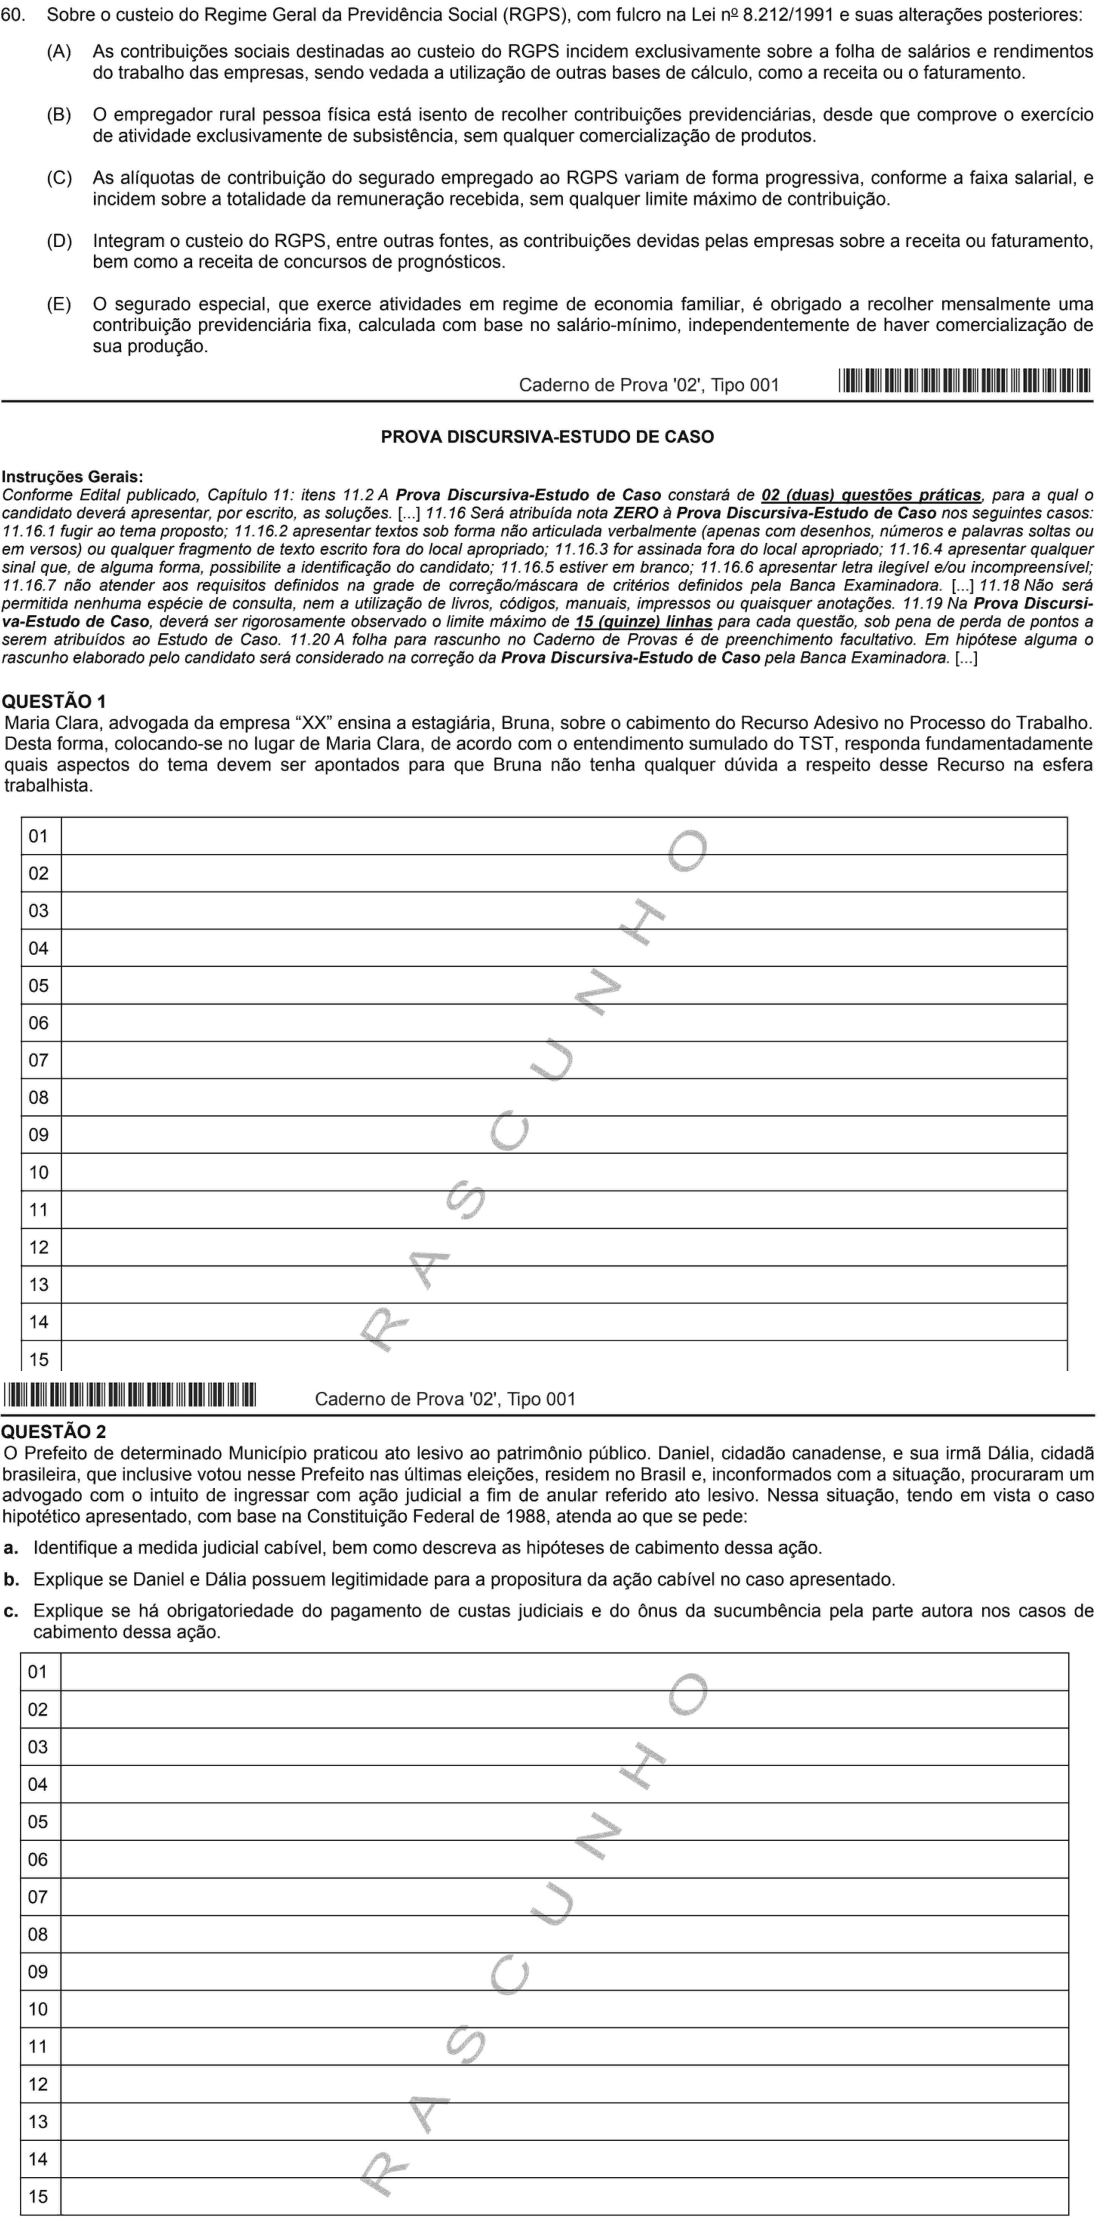 60. Sobre o custeio do Regime Geral da Previdência Social (RGPS), com fulcro na Lei nº 8.212/1991 e suas alterações posteriores:
(A) As contribuições sociais destinadas ao custeio do RGPS incidem exclusivamente sobre a folha de salários e rendimentos
do trabalho das empresas, sendo vedada a utilização de outras bases de cálculo, como a receita ou o faturamento.
(B) O empregador rural pessoa física está isento de recolher contribuições previdenciárias, desde que comprove o exercício
de atividade exclusivamente de subsistência, sem qualquer comercialização de produtos.
(C) As alíquotas de contribuição do segurado empregado ao RGPS variam de forma progressiva, conforme a faixa salarial, e
incidem sobre a totalidade da remuneração recebida, sem qualquer limite máximo de contribuição.
(D) Integram o custeio do RGPS, entre outras fontes, as contribuições devidas pelas empresas sobre a receita ou faturamento,
bem como a receita de concursos de prognósticos.
(E) O segurado especial, que exerce atividades em regime de economia familiar, é obrigado a recolher mensalmente uma
contribuição previdenciária fixa, calculada com base no salário-mínimo, independentemente de haver comercialização de
sua produção.
Caderno de Prova '02', Tipo 001
PROVA DISCURSIVA-ESTUDO DE CASO
Instruções Gerais:
Conforme Edital publicado, Capítulo 11: itens 11.2 A Prova Discursiva-Estudo de Caso constará de 02 (duas) questões práticas, para a qual o
candidato deverá apresentar, por escrito, as soluções. [...] 11.16 Será atribuída nota ZERO à Prova Discursiva-Estudo de Caso nos seguintes casos:
11.16.1 fugir ao tema proposto; 11.16.2 apresentar textos sob forma não articulada verbalmente (apenas com desenhos, números e palavras soltas ou
em versos) ou qualquer fragmento de texto escrito fora do local apropriado; 11.16.3 for assinada fora do local apropriado; 11.16.4 apresentar qualquer
sinal que, de alguma forma, possibilite a identificação do candidato; 11.16.5 estiver em branco; 11.16.6 apresentar letra ilegível e/ou incompreensível;
11.16.7 não atender aos requisitos definidos na grade de correção/máscara de critérios definidos pela Banca Examinadora. [...] 11.18 Não será
permitida nenhuma espécie de consulta, nem a utilização de livros, códigos, manuais, impressos ou quaisquer anotações. 11.19 Na Prova Discursi-
va-Estudo de Caso, deverá ser rigorosamente observado o limite máximo de 15 (quinze) linhas para cada questão, sob pena de perda de pontos a
serem atribuídos ao Estudo de Caso. 11.20 A folha para rascunho no Caderno de Provas é de preenchimento facultativo. Em hipótese alguma o
rascunho elaborado pelo candidato será considerado na correção da Prova Discursiva-Estudo de Caso pela Banca Examinadora. [...]
QUESTÃO 1
Maria Clara, advogada da empresa “XX” ensina a estagiária, Bruna, sobre o cabimento do Recurso Adesivo no Processo do Trabalho.
Desta forma, colocando-se no lugar de Maria Clara, de acordo com o entendimento sumulado do TST, responda fundamentadamente
quais aspectos do tema devem ser apontados para que Bruna não tenha qualquer dúvida a respeito desse Recurso na esfera
trabalhista.
01
02
03
04
05
06
07
08
09
10
11
12
13
14
15
RASCUNHO
Caderno de Prova '02', Tipo 001
QUESTÃO 2
O Prefeito de determinado Município praticou ato lesivo ao patrimônio público. Daniel, cidadão canadense, e sua irmã Dália, cidadã
brasileira, que inclusive votou nesse Prefeito nas últimas eleições, residem no Brasil e, inconformados com a situação, procuraram um
advogado com o intuito de ingressar com ação judicial a fim de anular referido ato lesivo. Nessa situação, tendo em vista o caso
hipotético apresentado, com base na Constituição Federal de 1988, atenda ao que se pede:
a. Identifique a medida judicial cabível, bem como descreva as hipóteses de cabimento dessa ação.
b. Explique se Daniel e Dália possuem legitimidade para a propositura da ação cabível no caso apresentado.
c. Explique se há obrigatoriedade do pagamento de custas judiciais e do ônus da sucumbência pela parte autora nos casos de
cabimento dessa ação.
01
02
03
04
05
06
07
08
09
10
11
12
13
14
15
RASCUNHO